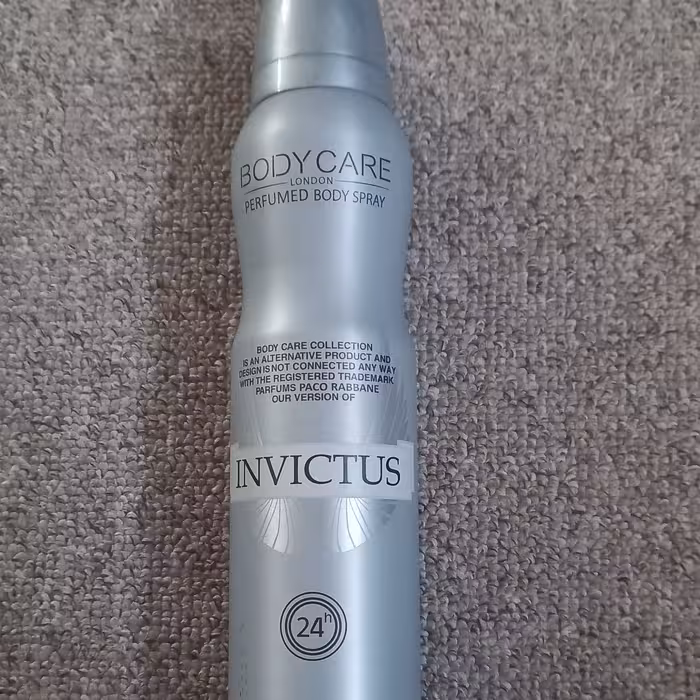 BODYCARE
LONDON
PERFUMED BODY SPRAY
BODY CARE COLLECTION
IS AN ALTERNATIVE PRODUCT AND
DESIGN IS NOT CONNECTED ANY WAY
WITH THE REGISTERED TRADEMARK
PARFUMS PACO RABBANE
OUR VERSION OF
INVICTUS
24h